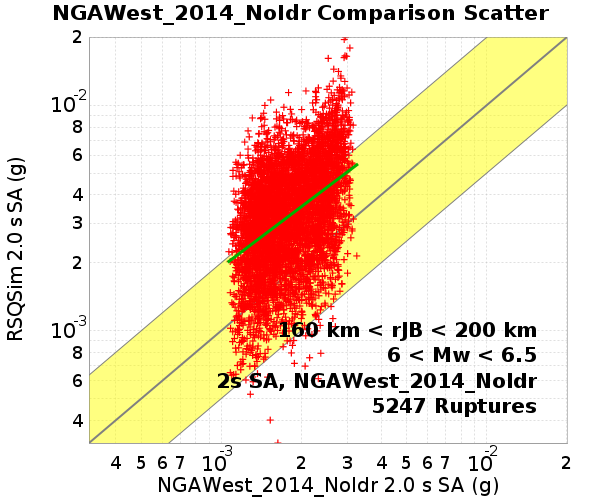 NGAWest_2014_NoIdr Comparison Scatter
2
10-2
8
6
4
3
2
10-3
8
6
4
RSQSim 2.0 s SA (g)
160 km < rJB < 200 km
6 < Mw < 6.5
2s SA, NGAWest_2014_NoIdr
5247 Ruptures
4 5 6 7 10-3 2 3 4 5 6 7 10-2 2
NGAWest_2014_NoIdr 2.0 s SA (g)